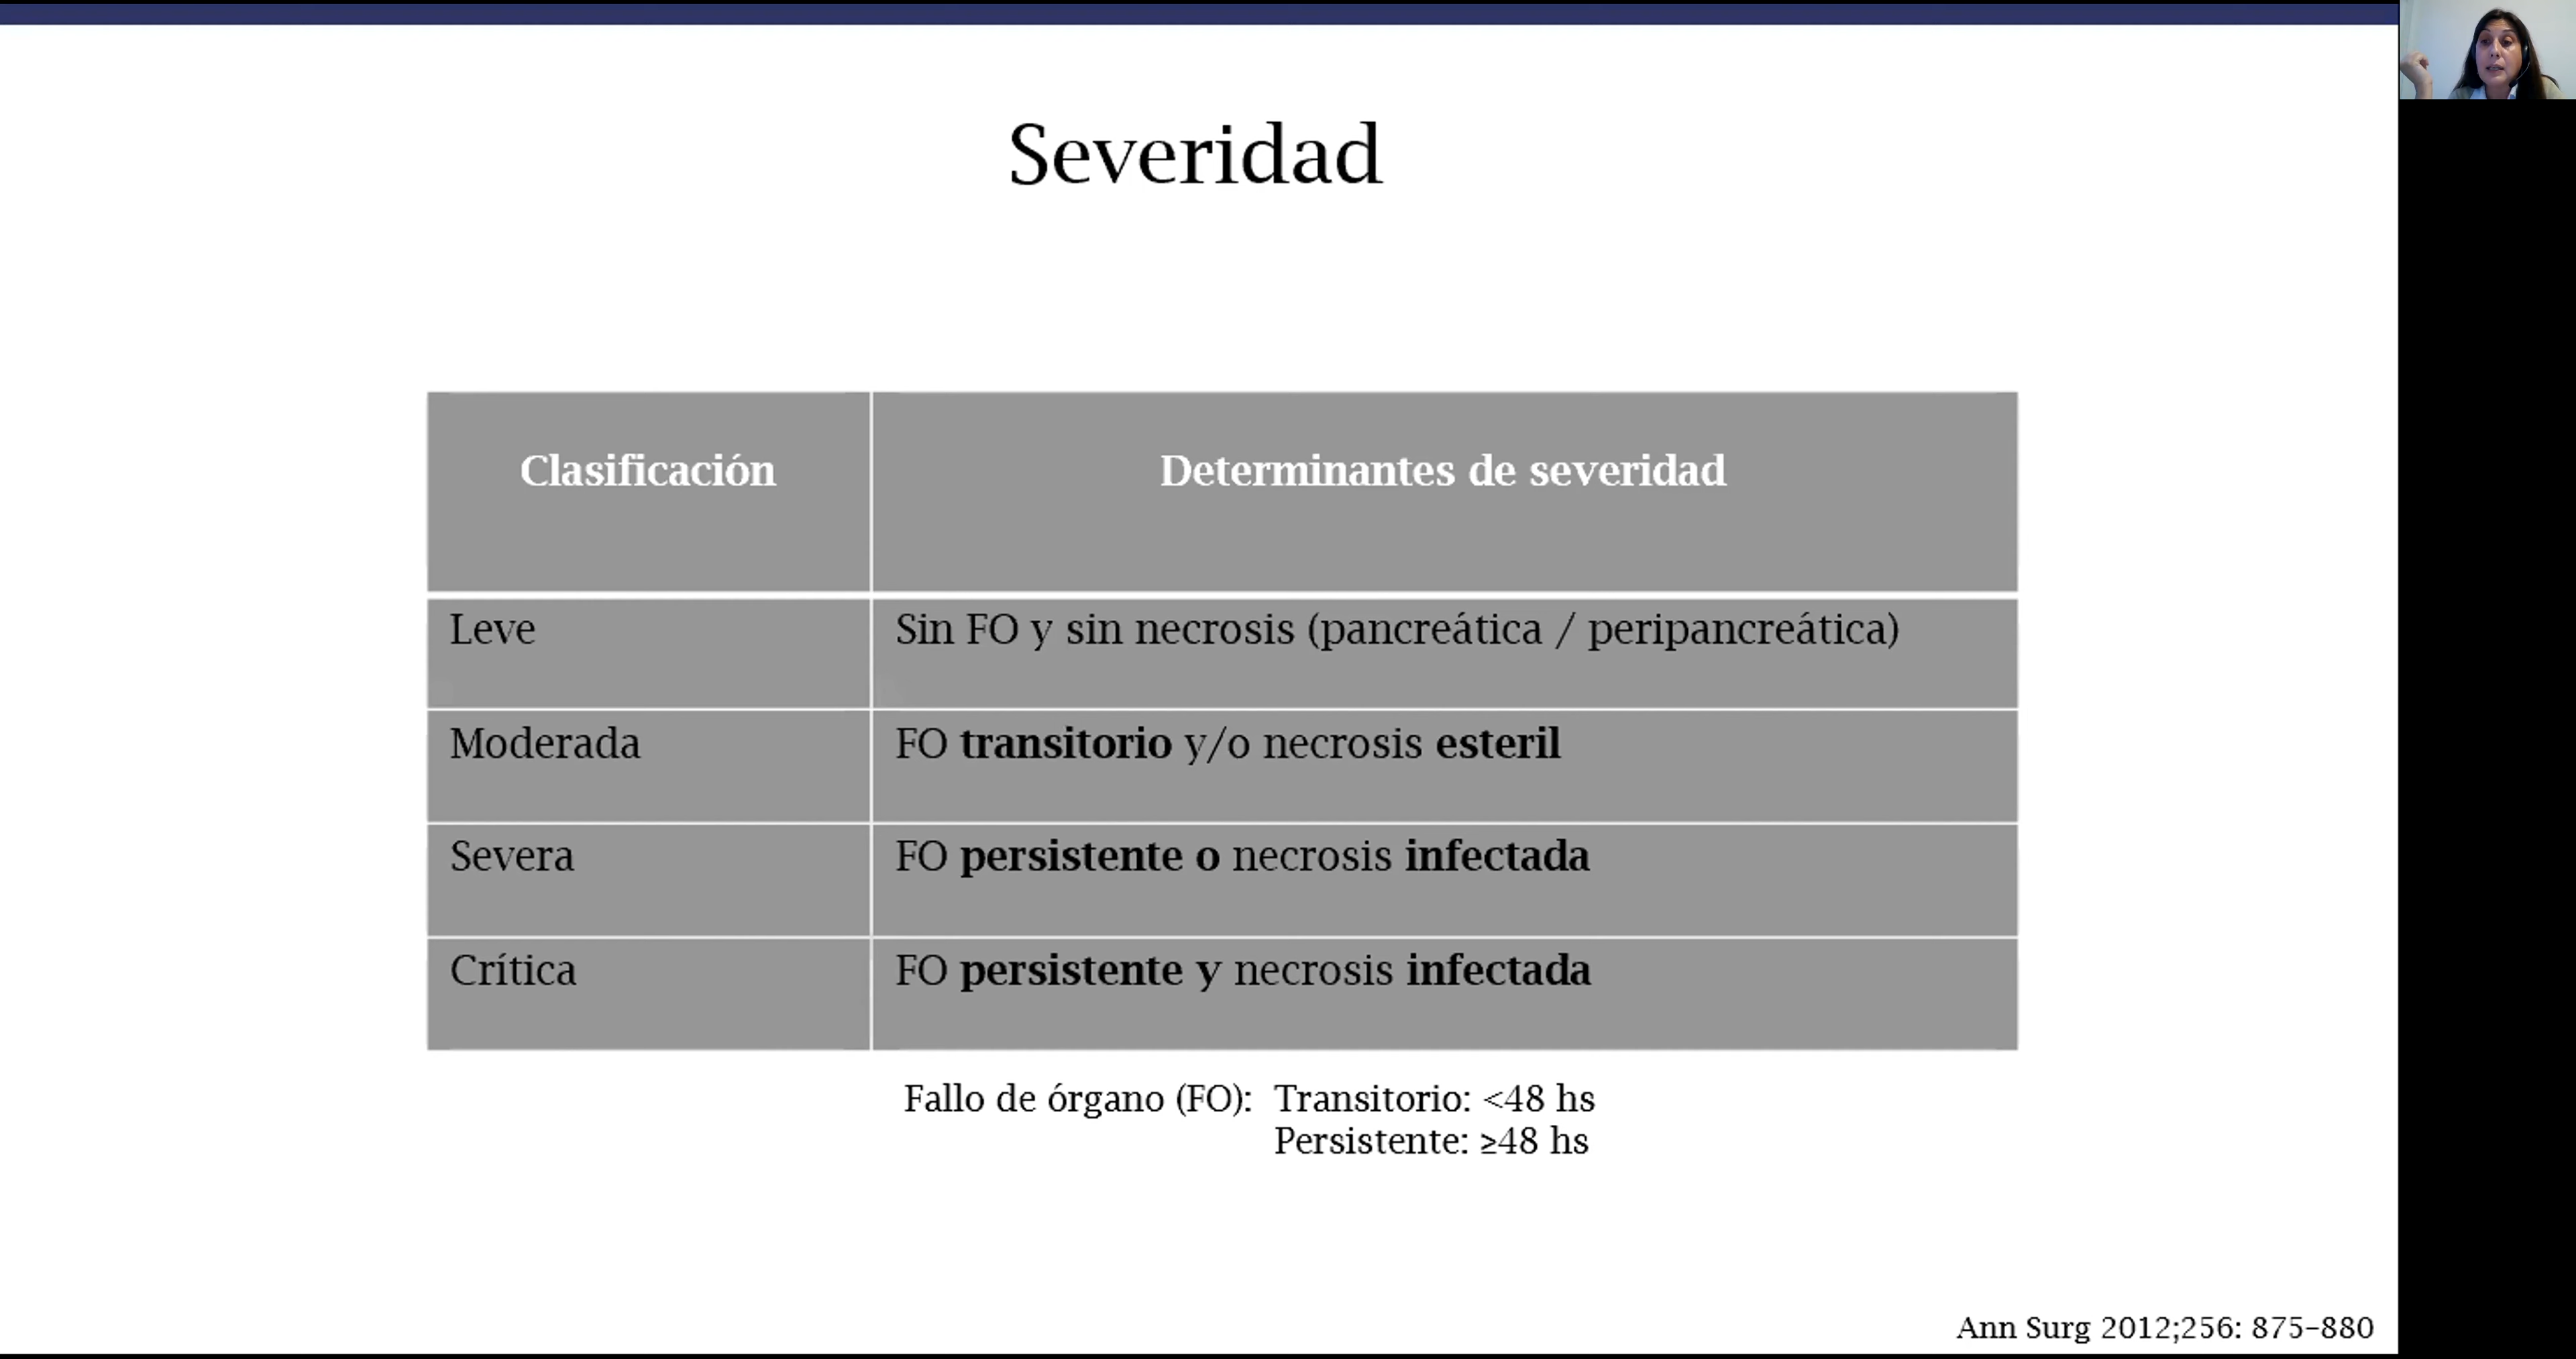 Severidad
Clasificación
Determinantes de severidad
Leve
Sin FO y sin necrosis (pancreática / peripancreática)
Moderada
FO transitorio y/o necrosis esteril
Severa
FO persistente o necrosis infectada
Crítica
FO persistente y necrosis infectada
Fallo de órgano (FO): Transitorio: <48 hs
Persistente: ≥48 hs
Ann Surg 2012;256: 875–880